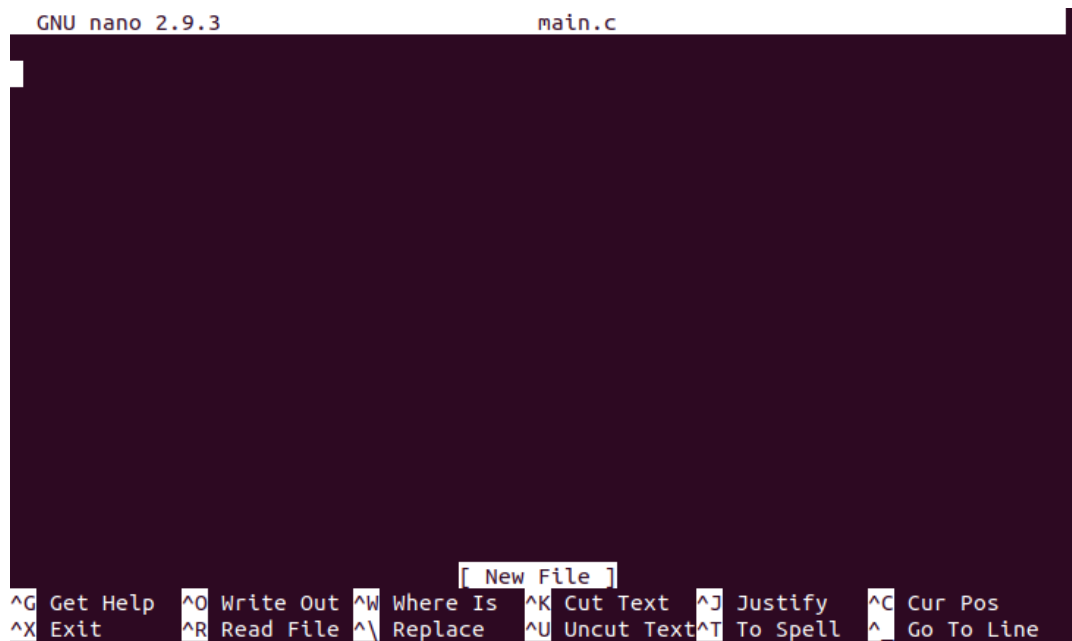 GNU nano 2.9.3 main.c
[ New File ]
^G Get Help ^O Write Out ^W Where Is ^K Cut Text ^J Justify ^C Cur Pos
^X Exit ^R Read File ^\ Replace ^U Uncut Text^T To Spell ^_ Go To Line